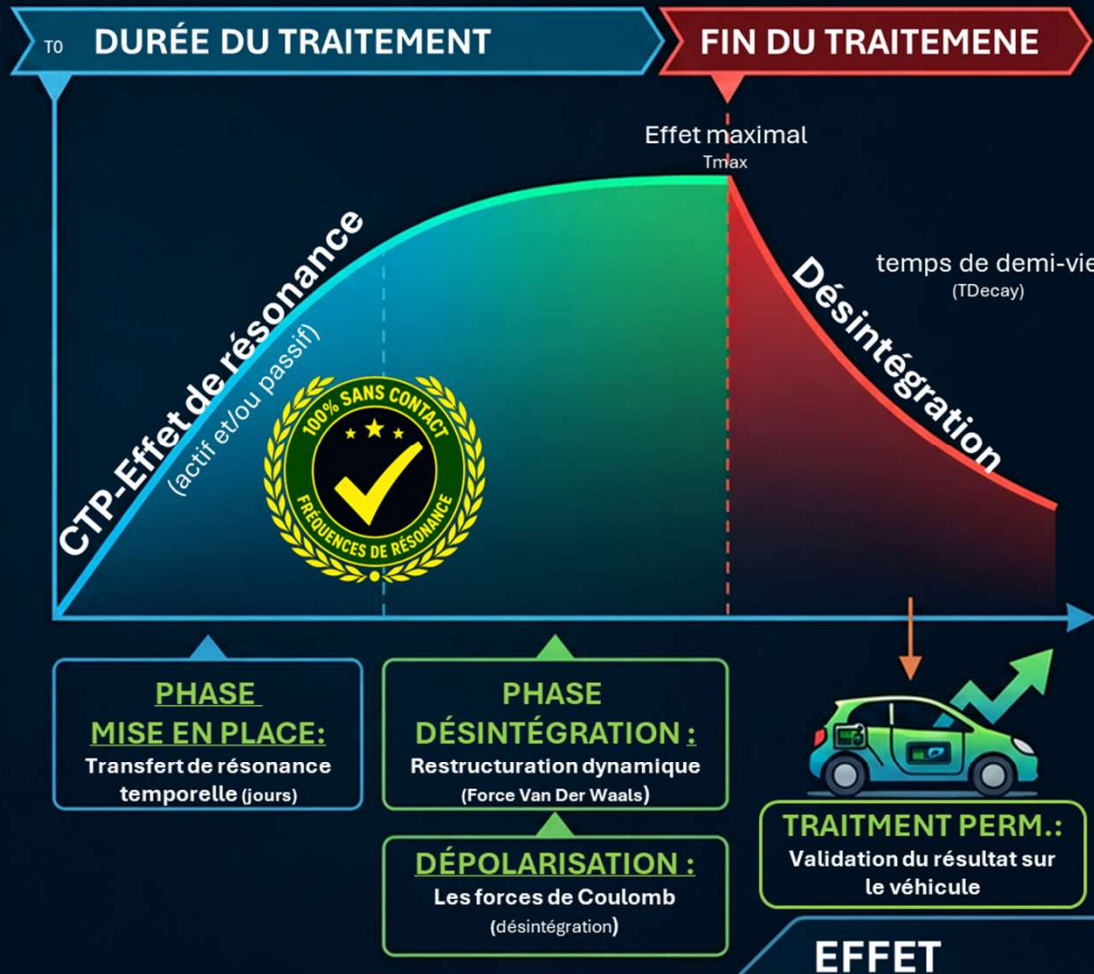 T0
DURÉE DU TRAITEMENT
FIN DU TRAITEMENE
Effet maximal
Tmax
CTP-Effet de résonance
(actif et/ou passif)
temps de demi-vie
(TDecay)
Désintégration
100% SANS CONTACT
FRÉQUENCES DE RÉSONANCE
PHASE
MISE EN PLACE:
Transfert de résonance
temporelle (jours)
PHASE
DÉSINTÉGRATION :
Restructuration dynamique
(Force Van Der Waals)
DÉPOLARISATION :
Les forces de Coulomb
(désintégration)
TRAITMENT PERM.:
Validation du résultat sur
le véhicule
EFFET